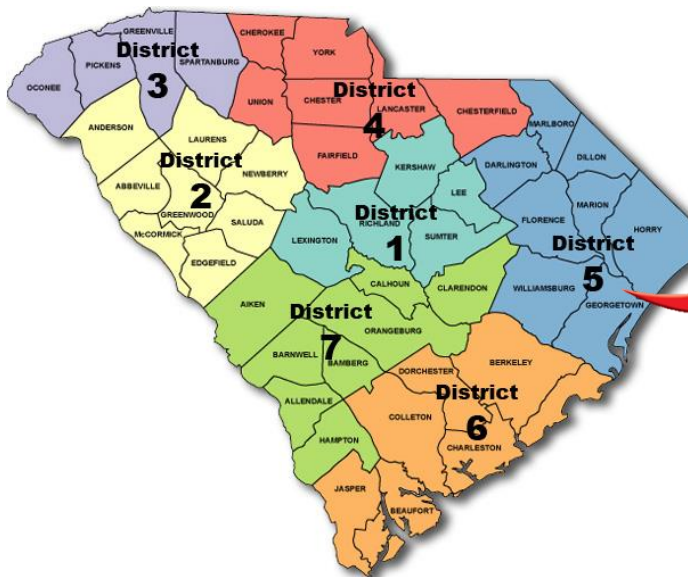 GREENVILLE
CHEROKEE
YORK
District
3
PICKENS
SPARTANBURG
OCONEE
UNION
CHESTER
District
4
LANCASTER
CHESTERFIELD
MARLBORO
ANDERSON
LAURENS
FAIRFIELD
KERSHAW
DARLINGTON
DILLON
District
2
NEWBERRY
ABBEVILLE
GREENWOOD
LEE
MARION
FLORENCE
HORRY
McCORMICK
SALUDA
EDGEFIELD
LEXINGTON
RICHLAND
District
1
SUMTER
District
5
AIKEN
CALHOUN
CLARENDON
WILLIAMSBURG
GEORGETOWN
District
7
ORANGEBURG
BARNWELL
BAMBERG
BERKELEY
DORCHESTER
ALLENDALE
District
6
COLLETON
CHARLESTON
HAMPTON
JASPER
BEAUFORT